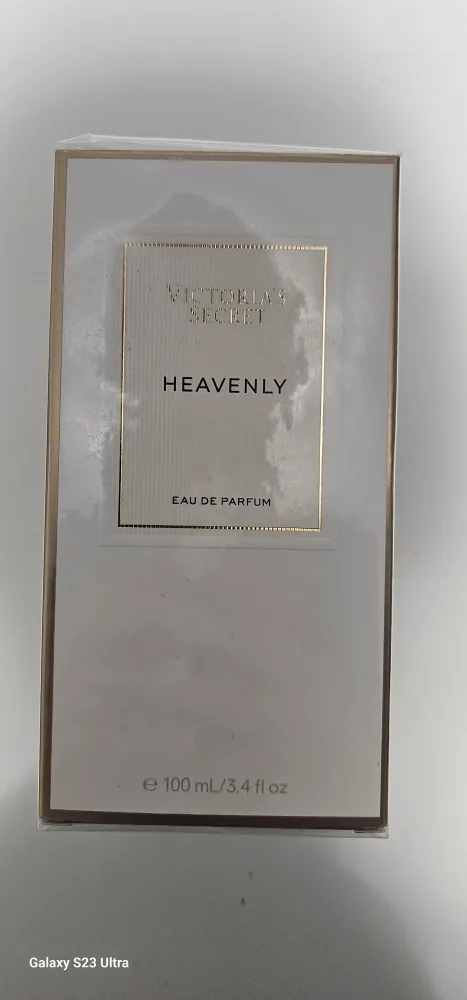 VICTORIA'S
SECRET
HEAVENLY
EAU DE PARFUM
℮ 100 mL/3,4 fl oz
Galaxy S23 Ultra